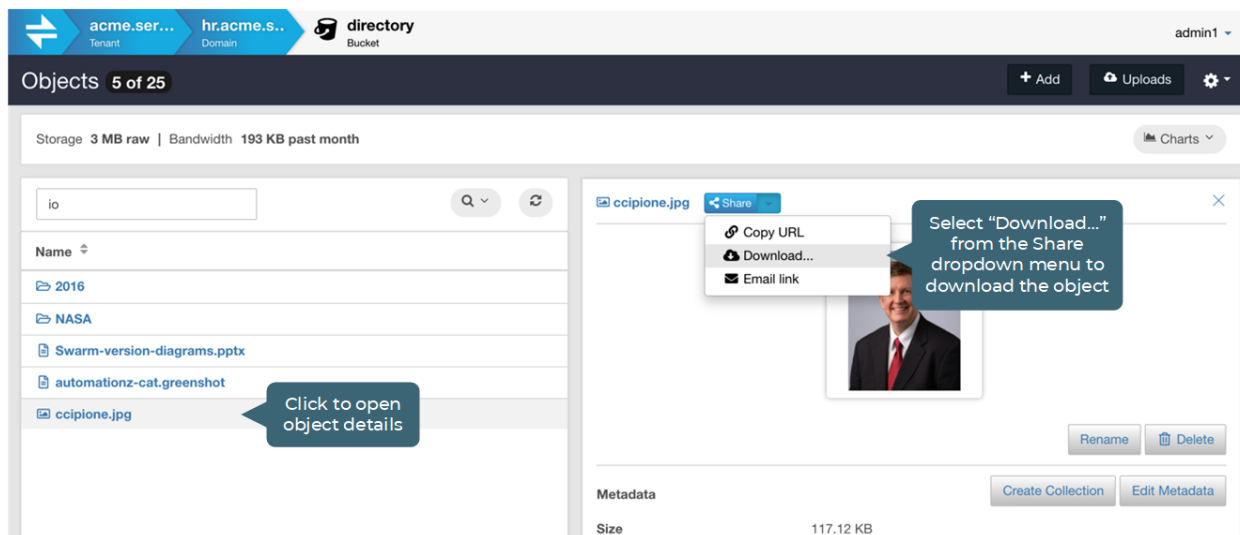 acme.ser... hr.acme.s.. directory
Tenant Domain Bucket
admin1
Objects 5 of 25
+ Add Uploads
Storage 3 MB raw | Bandwidth 193 KB past month
Charts
io
Name
2016
NASA
Swarm-version-diagrams.pptx
automationz-cat.greenshot
ccipione.jpg
Click to open
object details
ccipione.jpg Share
Copy URL
Download...
Email link
Select “Download...”
from the Share
dropdown menu to
download the object
Rename Delete
Metadata Create Collection Edit Metadata
Size 117.12 KB